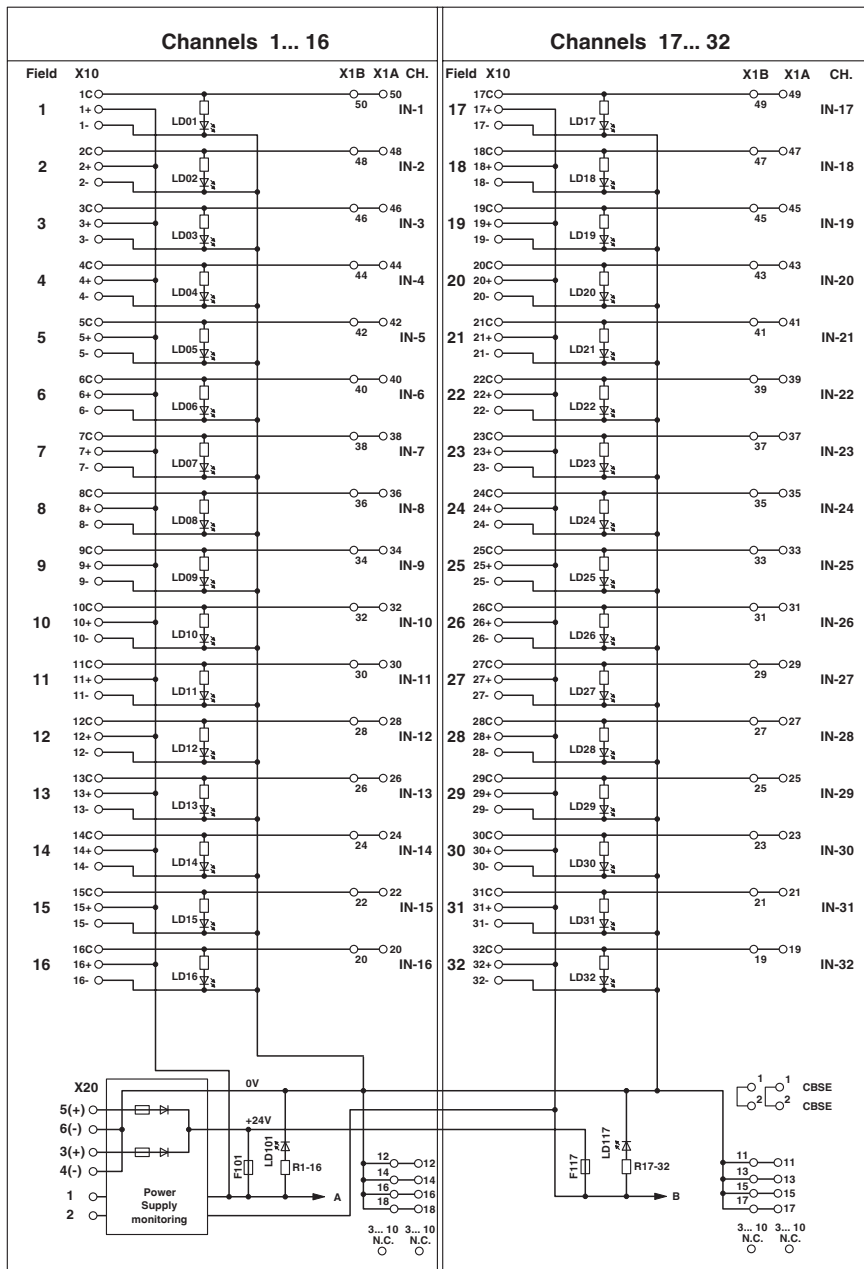 Channels 1... 16
Field X10 X1B X1A CH.
1C 50
1 1+ LD01 50 IN-1
1-
2C 48
2 2+ LD02 48 IN-2
2-
3C 46
3 3+ LD03 46 IN-3
3-
4C 44
4 4+ LD04 44 IN-4
4-
5C 42
5 5+ LD05 42 IN-5
5-
6C 40
6 6+ LD06 40 IN-6
6-
7C 38
7 7+ LD07 38 IN-7
7-
8C 36
8 8+ LD08 36 IN-8
8-
9C 34
9 9+ LD09 34 IN-9
9-
10C 32
10 10+ LD10 32 IN-10
10-
11C 30
11 11+ LD11 30 IN-11
11-
12C 28
12 12+ LD12 28 IN-12
12-
13C 26
13 13+ LD13 26 IN-13
13-
14C 24
14 14+ LD14 24 IN-14
14-
15C 22
15 15+ LD15 22 IN-15
15-
16C 20
16 16+ LD16 20 IN-16
16-
Channels 17... 32
Field X10 X1B X1A CH.
17C 49
17 17+ LD17 49 IN-17
17-
18C 47
18 18+ LD18 47 IN-18
18-
19C 45
19 19+ LD19 45 IN-19
19-
20C 43
20 20+ LD20 43 IN-20
20-
21C 41
21 21+ LD21 41 IN-21
21-
22C 39
22 22+ LD22 39 IN-22
22-
23C 37
23 23+ LD23 37 IN-23
23-
24C 35
24 24+ LD24 35 IN-24
24-
25C 33
25 25+ LD25 33 IN-25
25-
26C 31
26 26+ LD26 31 IN-26
26-
27C 29
27 27+ LD27 29 IN-27
27-
28C 27
28 28+ LD28 27 IN-28
28-
29C 25
29 29+ LD29 25 IN-29
29-
30C 23
30 30+ LD30 23 IN-30
30-
31C 21
31 31+ LD31 21 IN-31
31-
32C 19
32 32+ LD32 19 IN-32
32-
X20
5(+)
6(-)
3(+)
4(-)
1
2
Power
Supply
monitoring
0V
+24V
F101
LD101
R1-16
A
12 12
14 14
16 16
18 18
3... 10 3... 10
N.C. N.C.
F117
LD117
R17-32
B
1 1 CBSE
2 2 CBSE
11 11
13 13
15 15
17 17
3... 10 3... 10
N.C. N.C.